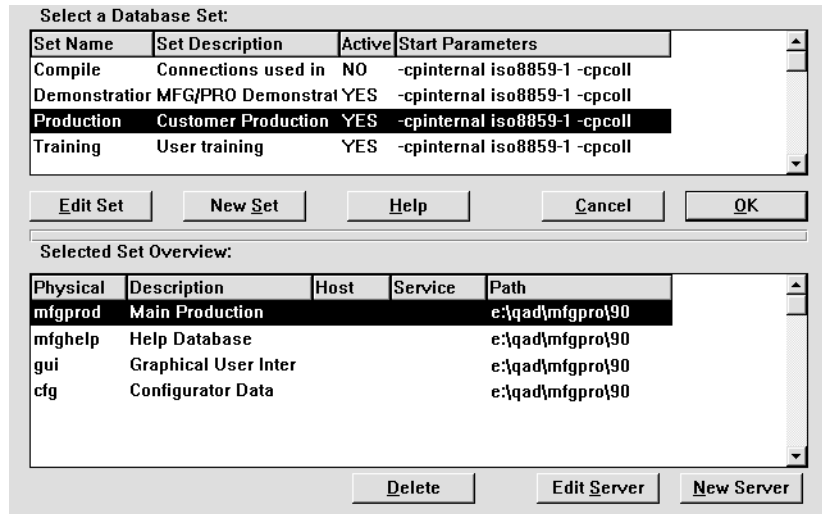 Select a Database Set:
Set Name Set Description Active Start Parameters
Compile Connections used in NO -cpinternal iso8859-1 -cpcoll
Demonstration MFG/PRO Demonstrat YES -cpinternal iso8859-1 -cpcoll
Production Customer Production YES -cpinternal iso8859-1 -cpcoll
Training User training YES -cpinternal iso8859-1 -cpcoll
Edit Set New Set Help Cancel OK
Selected Set Overview:
Physical Description Host Service Path
mfgprod Main Production e:\qad\mfgpro\90
mfghelp Help Database e:\qad\mfgpro\90
gui Graphical User Inter e:\qad\mfgpro\90
cfg Configurator Data e:\qad\mfgpro\90
Delete Edit Server New Server